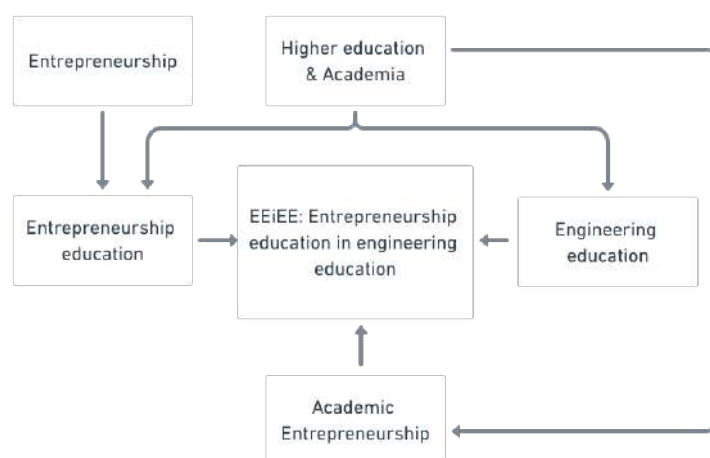 Entrepreneurship
Higher education
& Academia
Entrepreneurship
education
EEiEE: Entrepreneurship
education in engineering
education
Engineering
education
Academic
Entrepreneurship